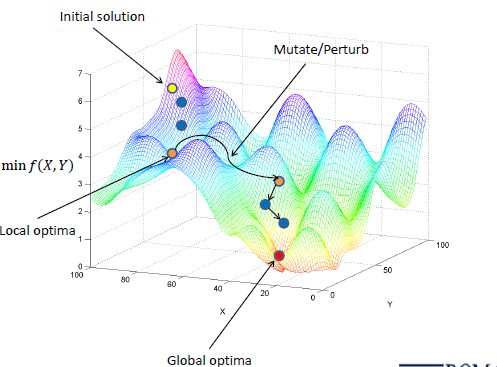 Initial solution
Mutate/Perturb
min f(X,Y)
Local optima
Global optima
7
6
5
4
3
2
1
0
100
80
60
40
20
0
X
0
50
100
Y